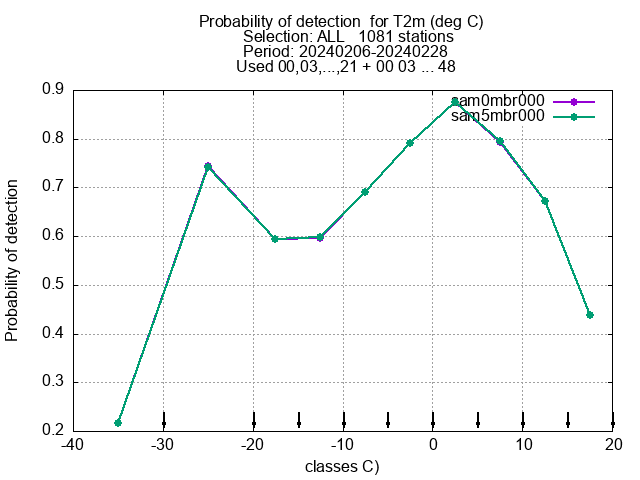 Probability of detection  for T2m (deg C)
Selection: ALL   1081 stations
Period: 20240206-20240228
Used 00,03,...,21 + 00 03 ... 48
sam0mbr000
sam5mbr000
0.9
0.8
0.7
0.6
0.5
0.4
0.3
0.2
Probability of detection
-40 -30 -20 -10 0 10 20
classes C)